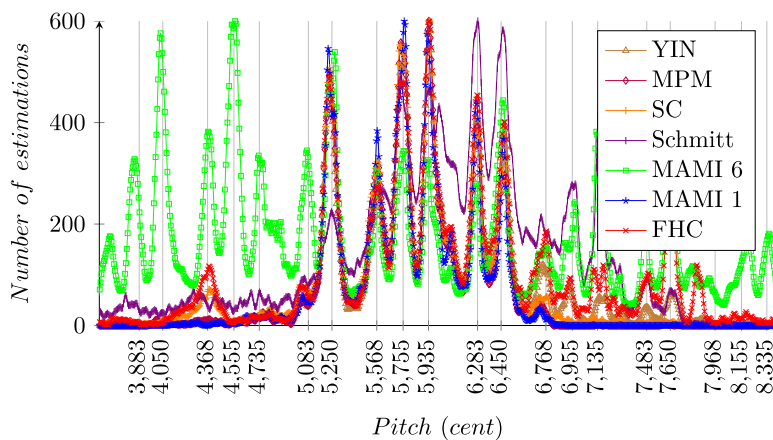 600
400
200
0
Number of estimations
YIN
MPM
SC
Schmitt
MAMI 6
MAMI 1
FHC
3,883
4,050
4,368
4,555
4,735
5,083
5,250
5,568
5,755
5,935
6,283
6,450
6,768
6,955
7,135
7,483
7,650
7,968
8,155
8,335
Pitch (cent)